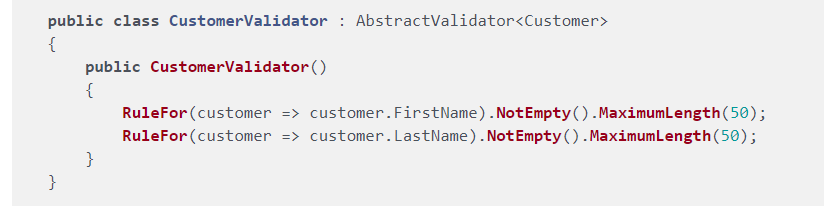 public class CustomerValidator : AbstractValidator<Customer>
{
    public CustomerValidator()
    {
        RuleFor(customer => customer.FirstName).NotEmpty().MaximumLength(50);
        RuleFor(customer => customer.LastName).NotEmpty().MaximumLength(50);
    }
}